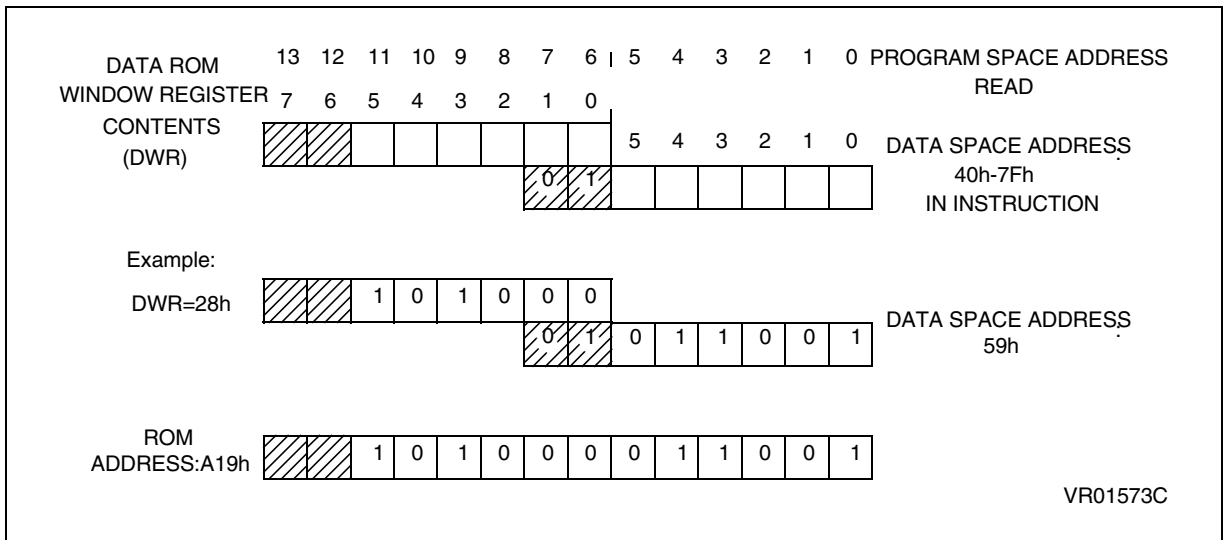 13 12 11 10 9 8 7 6 5 4 3 2 1 0 PROGRAM SPACE ADDRESS
DATA ROM READ
WINDOW REGISTER 7 6 5 4 3 2 1 0
CONTENTS
(DWR)
5 4 3 2 1 0 DATA SPACE ADDRESS
0 1 40h-7Fh
IN INSTRUCTION
Example:
DWR=28h 1 0 1 0 0 0
DATA SPACE ADDRESS
0 1 0 1 1 0 0 1 59h
ROM
ADDRESS:A19h 1 0 1 0 0 0 0 1 1 0 0 1
VR01573C